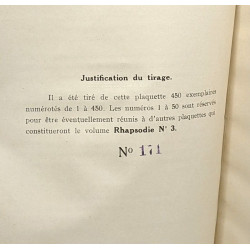 Justification du tirage.
Il a été tiré de cette plaquette 450 exemplaires
numérotés de 1 à 450. Les numéros 1 à 50 sont réservés
pour être éventuellement réunis à d'autres plaquettes qui
constitueront le volume Rhapsodie N° 3.
No 171